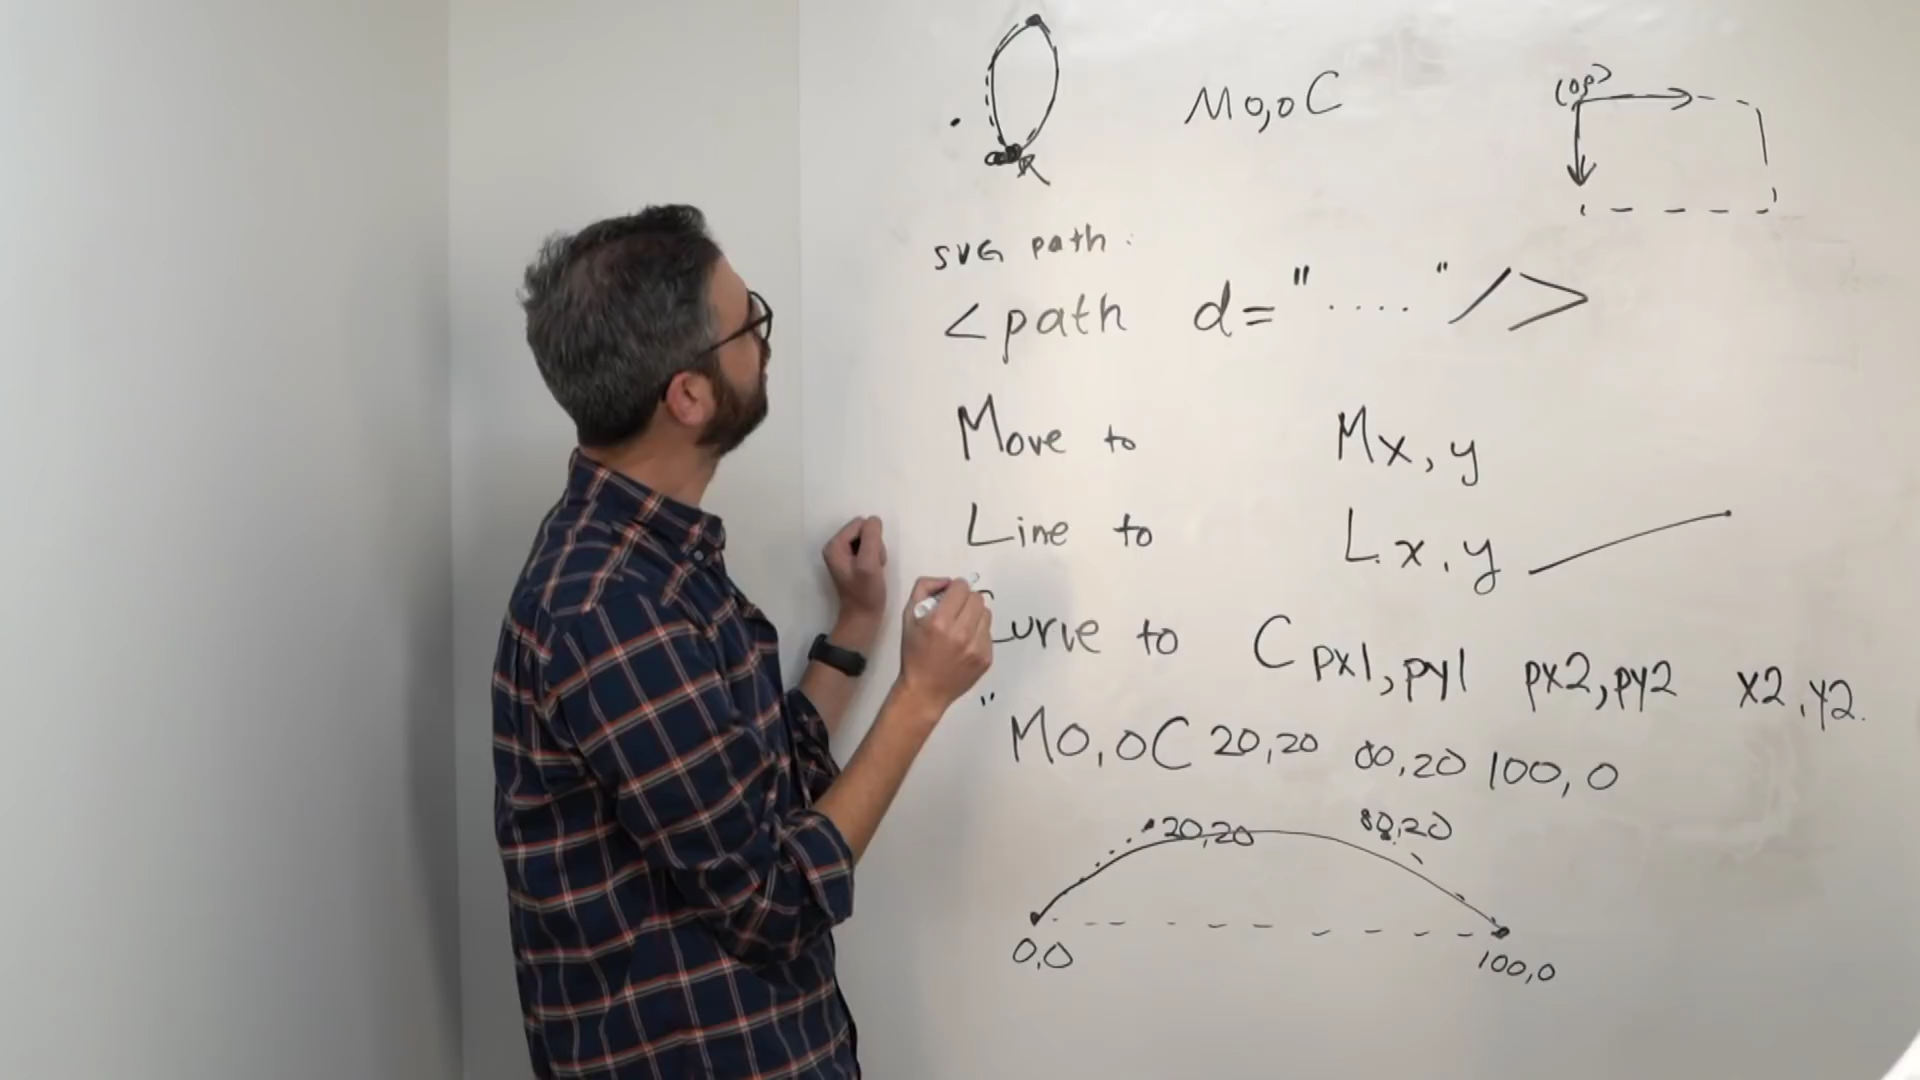 M0,0C
(0,0)
SVG path:
<path d="...."/>
Move to Mx,y
Line to L x,y
Curve to C px1,py1 px2,py2 x2,y2.
"M0,0C 20,20 80,20 100,0
20,20 80,20
0,0 100,0